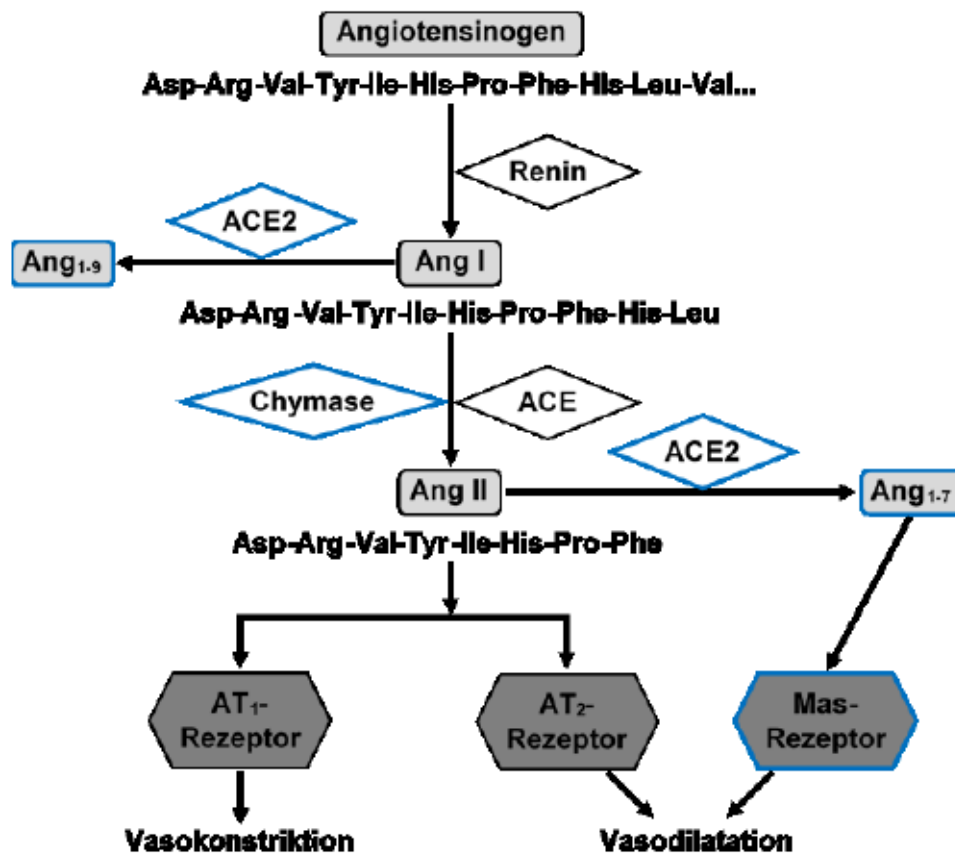 Angiotensinogen
Asp-Arg-Val-Tyr-Ile-His-Pro-Phe-His-Leu-Val...
Renin
ACE2
Ang1-9
Ang I
Asp-Arg-Val-Tyr-Ile-His-Pro-Phe-His-Leu
Chymase
ACE
ACE2
Ang II
Ang1-7
Asp-Arg-Val-Tyr-Ile-His-Pro-Phe
AT1-
Rezeptor
AT2-
Rezeptor
Mas-
Rezeptor
Vasokonstriktion
Vasodilatation